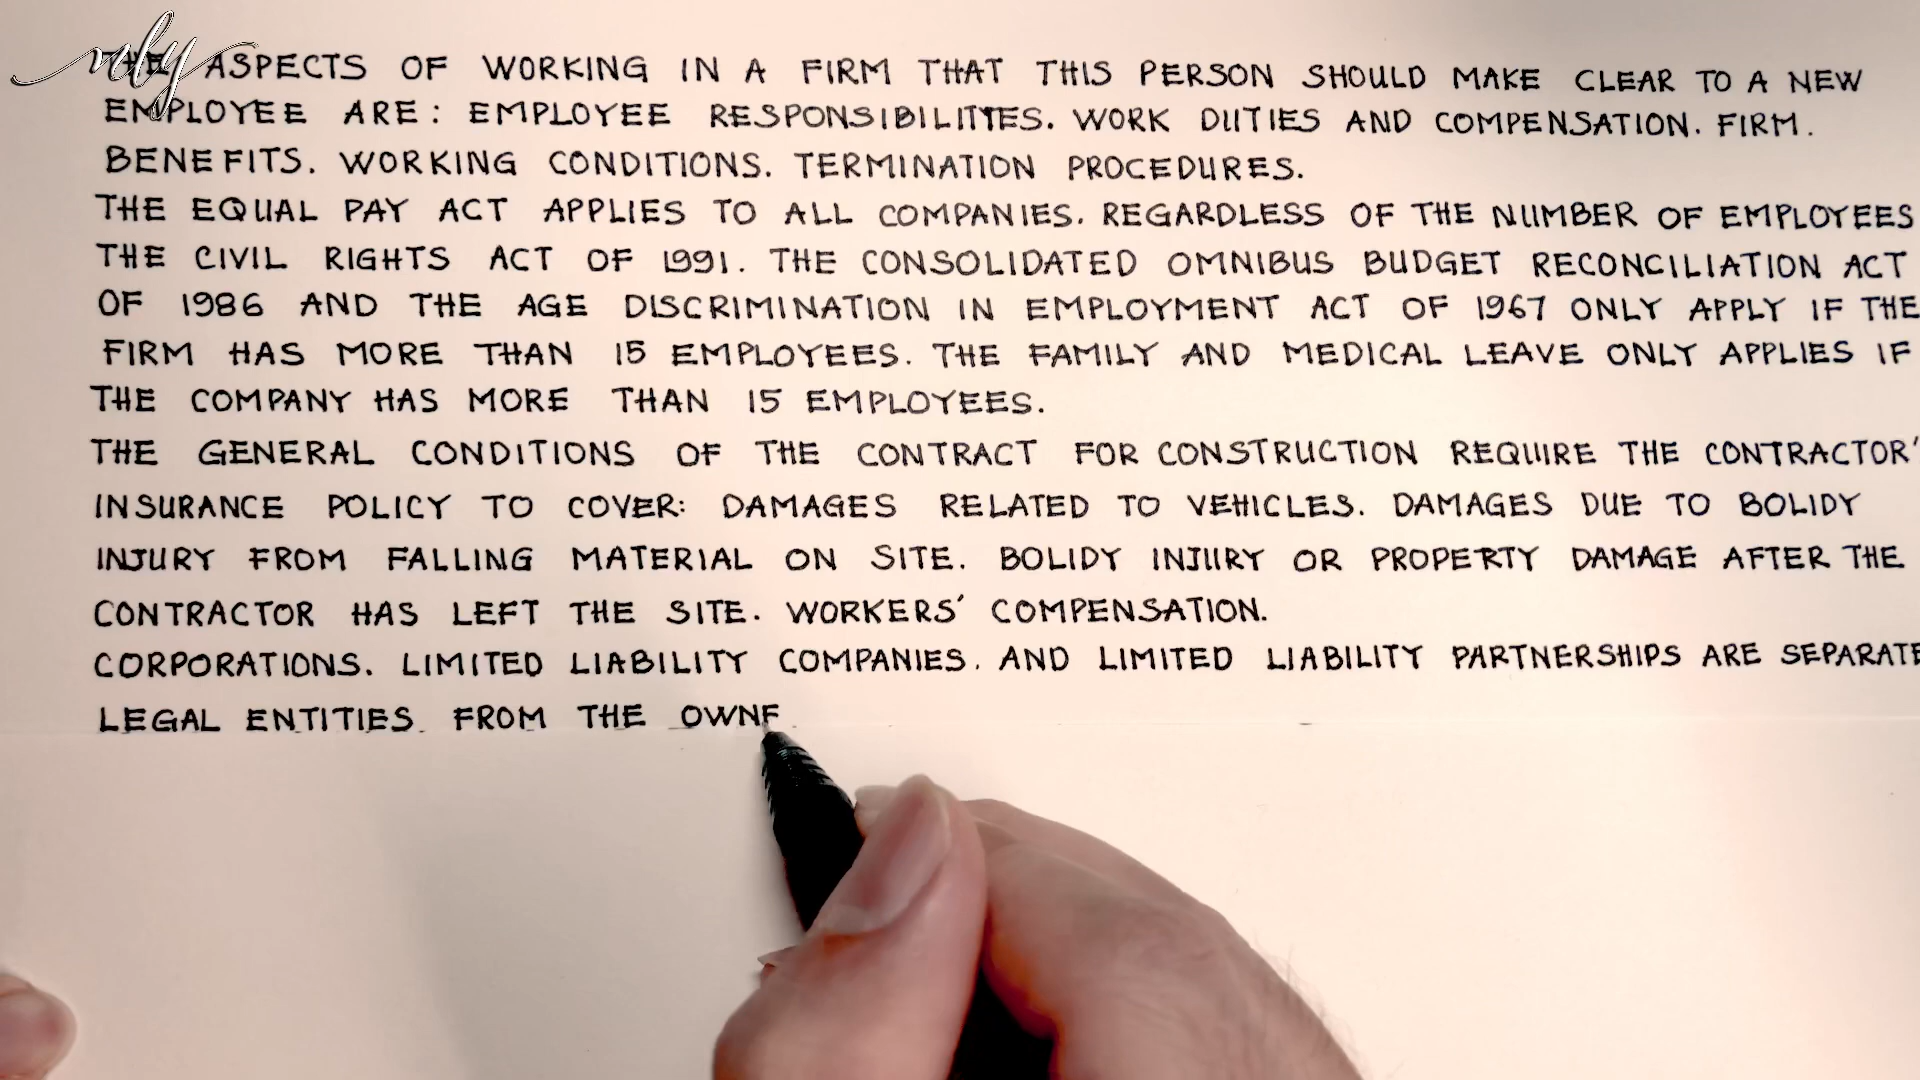 THE ASPECTS OF WORKING IN A FIRM THAT THIS PERSON SHOULD MAKE CLEAR TO A NEW
EMPLOYEE ARE: EMPLOYEE RESPONSIBILITIES. WORK DUTIES AND COMPENSATION. FIRM.
BENEFITS. WORKING CONDITIONS. TERMINATION PROCEDURES.
THE EQUAL PAY ACT APPLIES TO ALL COMPANIES. REGARDLESS OF THE NUMBER OF EMPLOYEES
THE CIVIL RIGHTS ACT OF 1991. THE CONSOLIDATED OMNIBUS BUDGET RECONCILIATION ACT
OF 1986 AND THE AGE DISCRIMINATION IN EMPLOYMENT ACT OF 1967 ONLY APPLY IF THE
FIRM HAS MORE THAN 15 EMPLOYEES. THE FAMILY AND MEDICAL LEAVE ONLY APPLIES IF
THE COMPANY HAS MORE THAN 15 EMPLOYEES.
THE GENERAL CONDITIONS OF THE CONTRACT FOR CONSTRUCTION REQUIRE THE CONTRACTOR'
INSURANCE POLICY TO COVER: DAMAGES RELATED TO VEHICLES. DAMAGES DUE TO BOLIDY
INJURY FROM FALLING MATERIAL ON SITE. BOLIDY INJURY OR PROPERTY DAMAGE AFTER THE
CONTRACTOR HAS LEFT THE SITE. WORKERS' COMPENSATION.
CORPORATIONS. LIMITED LIABILITY COMPANIES. AND LIMITED LIABILITY PARTNERSHIPS ARE SEPARATE
LEGAL ENTITIES FROM THE OWNE